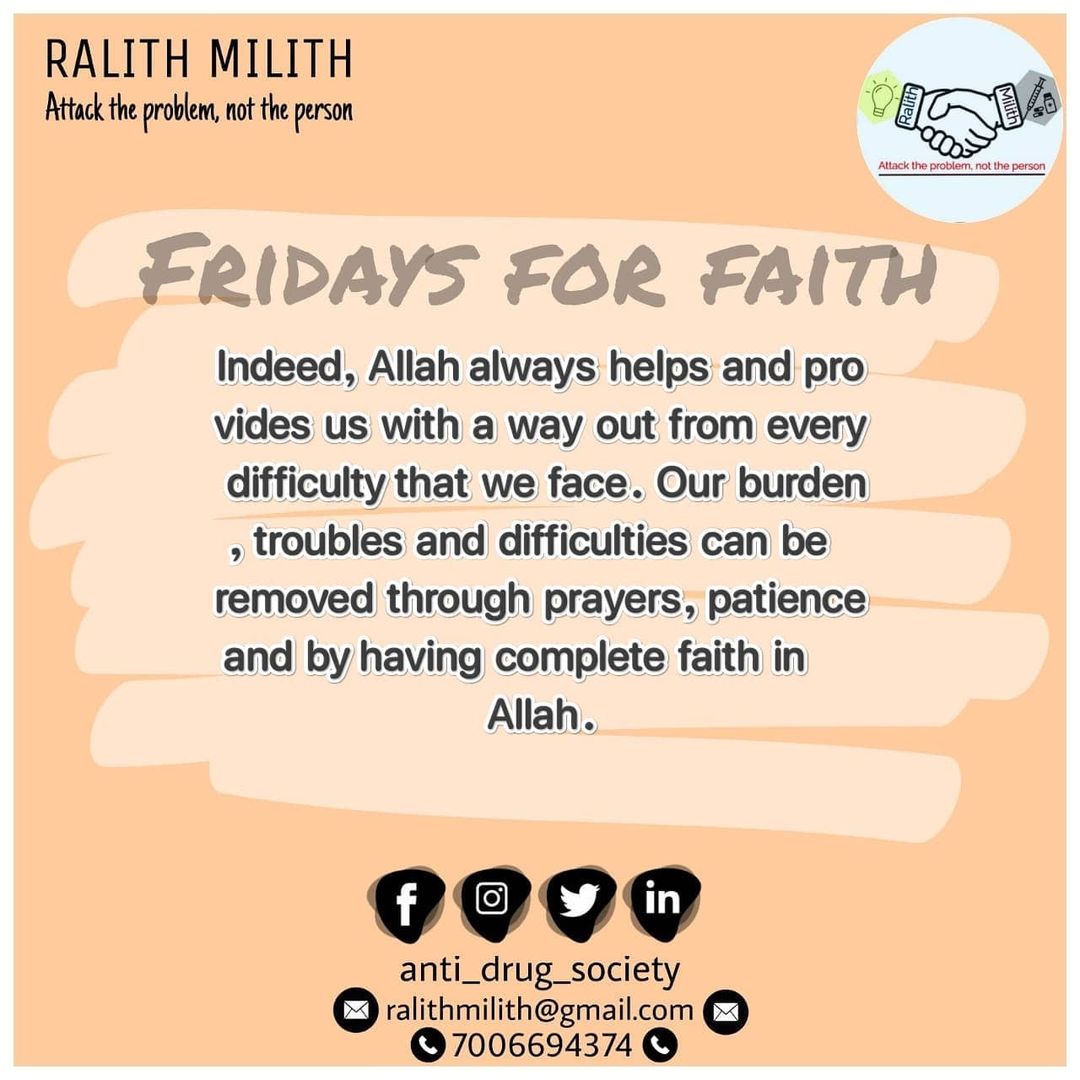 RALITH MILITH
Attack the problem, not the person
Ralith
Milith
Attack the problem, not the person
FRIDAYS FOR FAITH
Indeed, Allah always helps and pro
vides us with a way out from every
difficulty that we face. Our burden
, troubles and difficulties can be
removed through prayers, patience
and by having complete faith in
Allah.
anti_drug_society
ralithmilith@gmail.com
7006694374